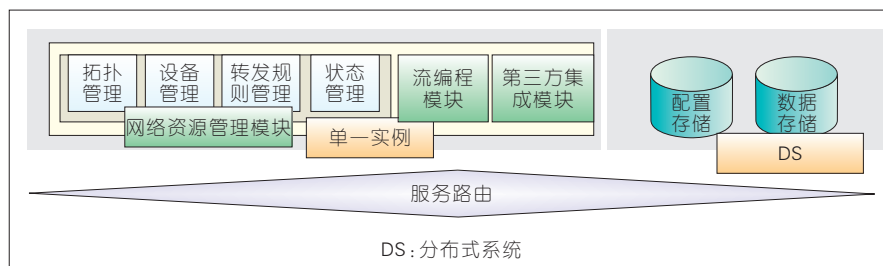 拓扑
管理
设备
管理
转发规
则管理
状态
管理
流编程
模块
第三方集
成模块
网络资源管理模块
单一实例
配置
存储
数据
存储
DS
服务路由
DS:分布式系统